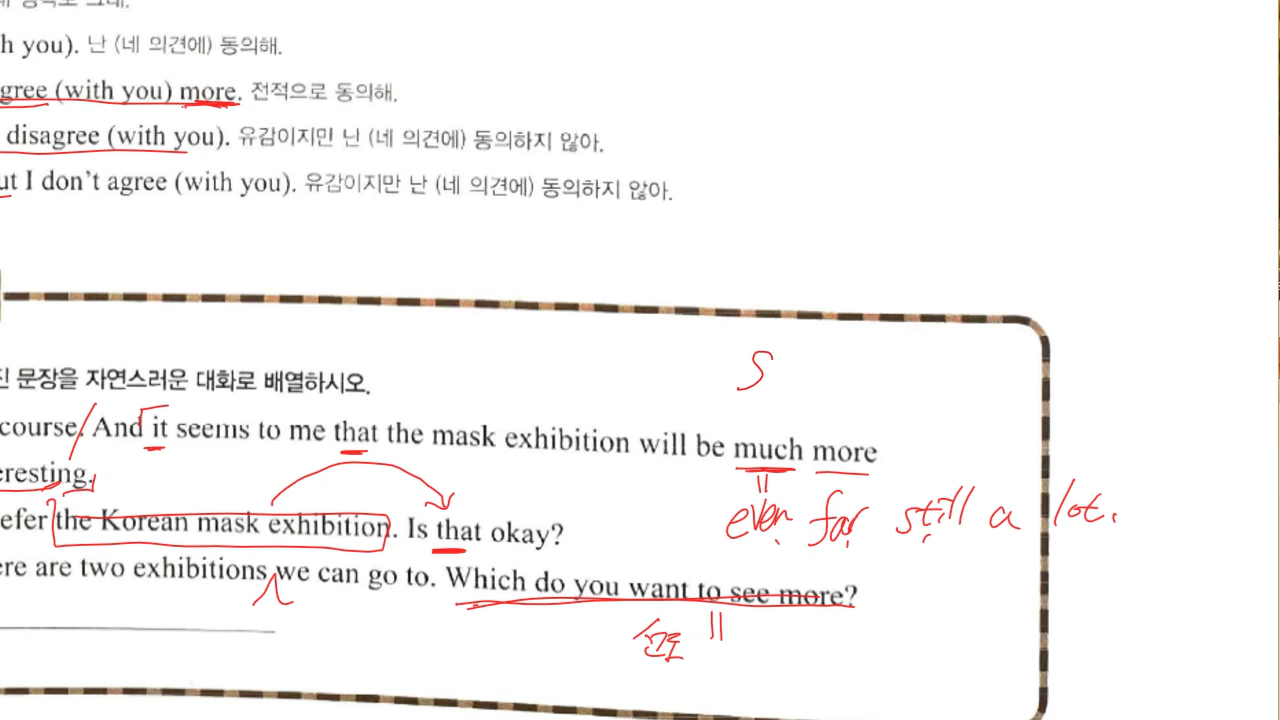 h you). 난 (네 의견에) 동의해.
gree (with you) more. 전적으로 동의해.
disagree (with you). 유감이지만 난 (네 의견에) 동의하지 않아.
ut I don't agree (with you). 유감이지만 난 (네 의견에) 동의하지 않아.
진 문장을 자연스러운 대화로 배열하시오.
S
course. And it seems to me that the mask exhibition will be much more
eresting.
even far still a lot.
efer the Korean mask exhibition. Is that okay?
ere are two exhibitions we can go to. Which do you want to see more?
선호